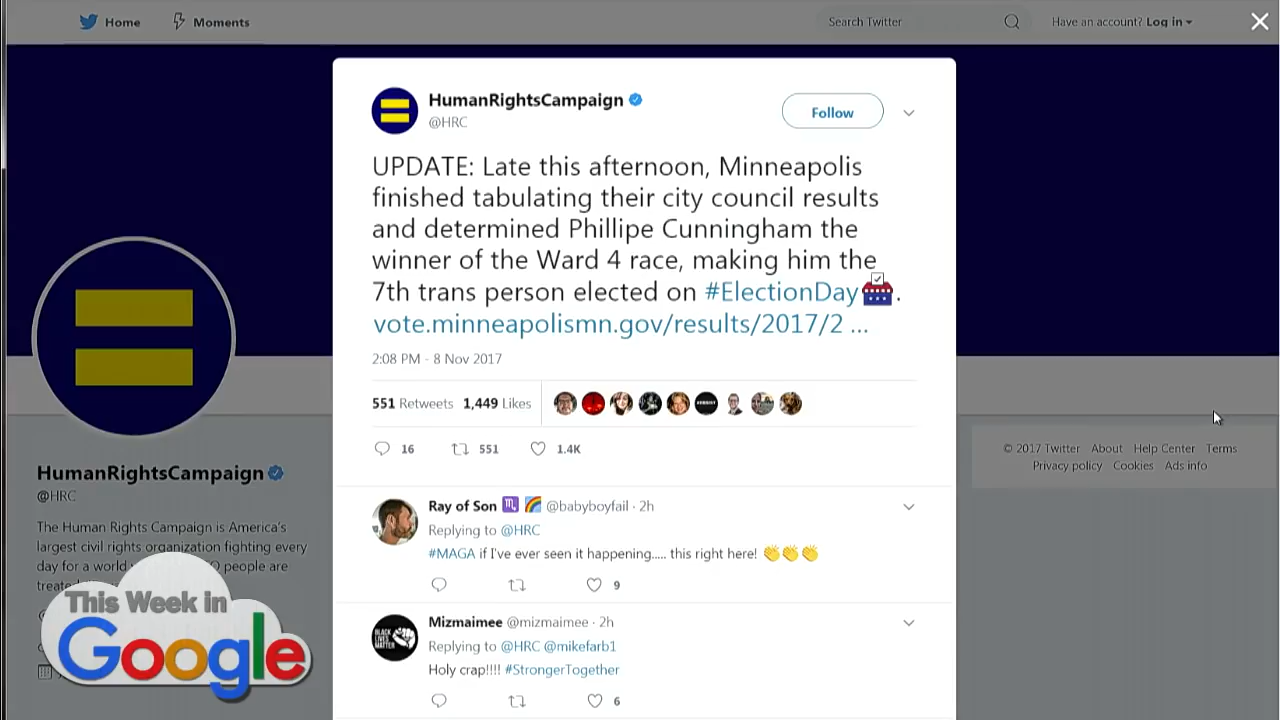 Home
Moments
Search Twitter
Have an account? Log in
HumanRightsCampaign
@HRC
Follow
UPDATE: Late this afternoon, Minneapolis
finished tabulating their city council results
and determined Phillipe Cunningham the
winner of the Ward 4 race, making him the
7th trans person elected on #ElectionDay.
vote.minneapolismn.gov/results/2017/2 ...
2:08 PM - 8 Nov 2017
551 Retweets 1,449 Likes
16 551 1.4K
Ray of Son @babyboyfail · 2h
Replying to @HRC
#MAGA if I've ever seen it happening..... this right here! 👏👏👏
9
BLACK LIVES MATTER
Mizmaimee @mizmaimee · 2h
Replying to @HRC @mikefarb1
Holy crap!!!! #StrongerTogether
6
HumanRightsCampaign
@HRC
The Human Rights Campaign is America's
largest civil rights organization fighting every
day for a world people are
treate
This Week in
Google
© 2017 Twitter About Help Center Terms
Privacy policy Cookies Ads info